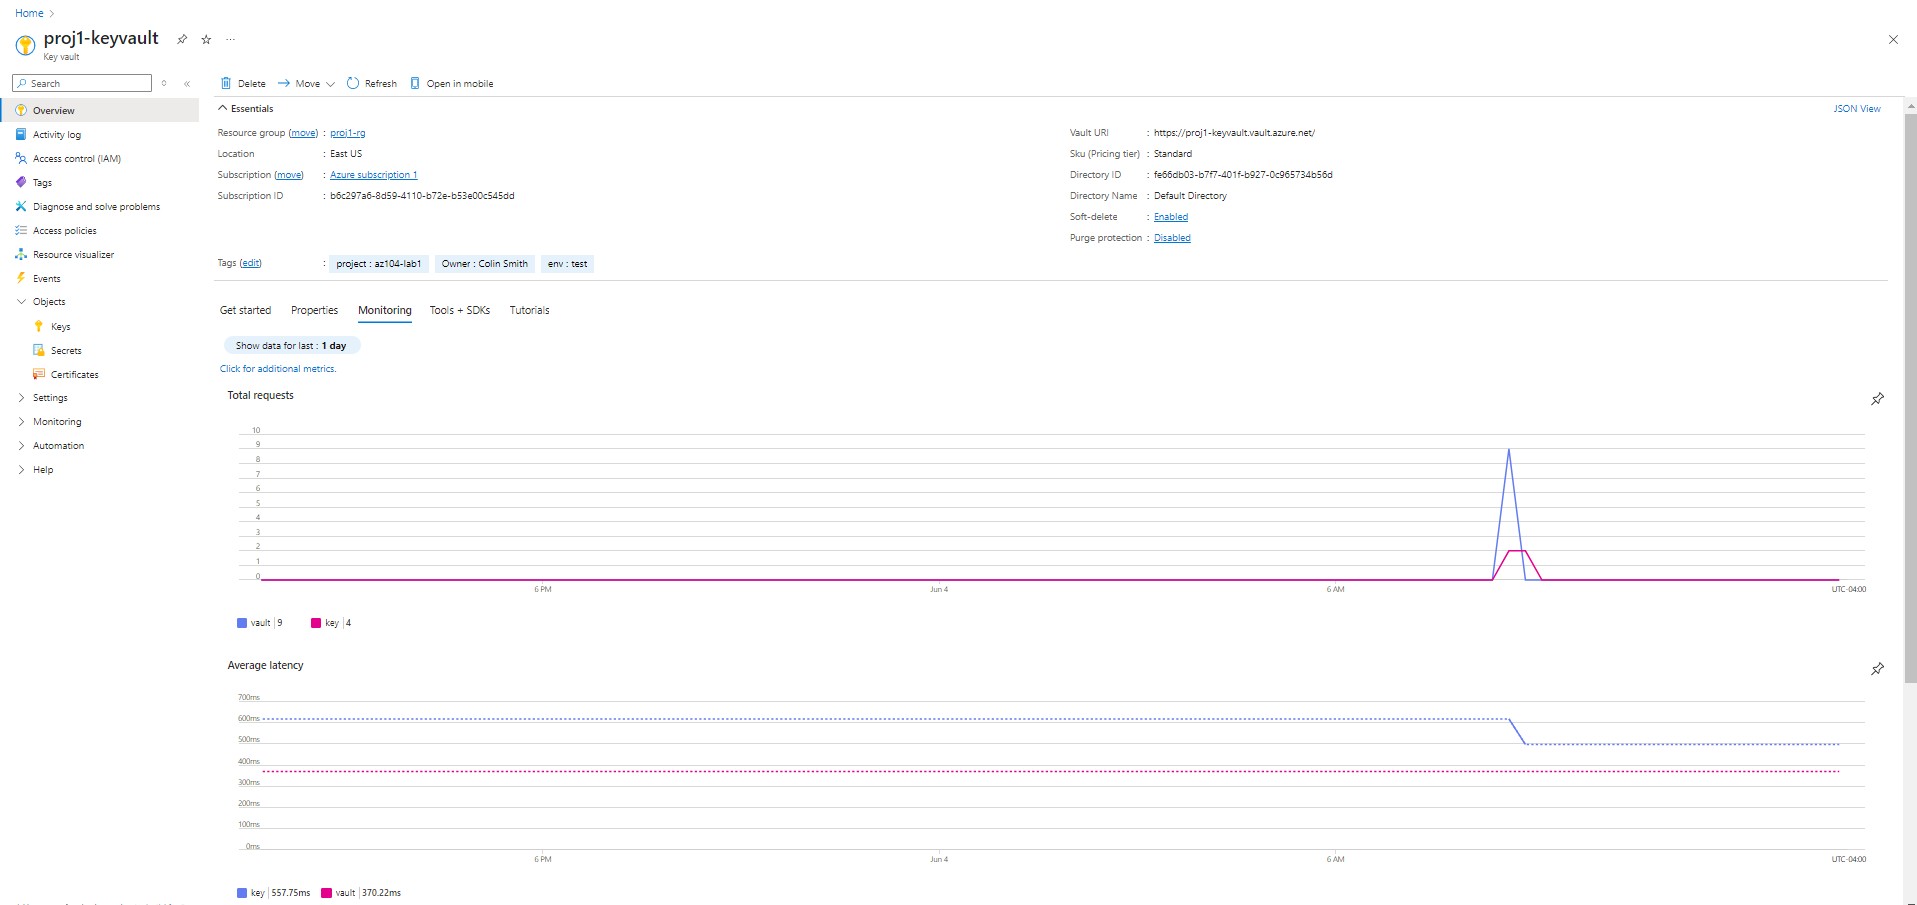 Home >
proj1-keyvault
Key vault
Search
Delete Move Refresh Open in mobile
Overview
Activity log
Access control (IAM)
Tags
Diagnose and solve problems
Access policies
Resource visualizer
Events
Objects
Keys
Secrets
Certificates
Settings
Monitoring
Automation
Help
Essentials
JSON View
Resource group (move) : proj1-rg
Location : East US
Subscription (move) : Azure subscription 1
Subscription ID : b6c297a6-8d59-4110-b72e-b53e00c545dd
Vault URI : https://proj1-keyvault.vault.azure.net/
Sku (Pricing tier) : Standard
Directory ID : fe66db03-b7f7-401f-b927-0c965734b56d
Directory Name : Default Directory
Soft-delete : Enabled
Purge protection : Disabled
Tags (edit) : project : az104-lab1 Owner : Colin Smith env : test
Get started Properties Monitoring Tools + SDKs Tutorials
Show data for last : 1 day
Click for additional metrics.
Total requests
10
9
8
7
6
5
4
3
2
1
0
6 PM Jun 4 6 AM UTC-04:00
vault 9 key 4
Average latency
700ms
600ms
500ms
400ms
300ms
200ms
100ms
0ms
6 PM Jun 4 6 AM UTC-04:00
key 557.75ms vault 370.22ms